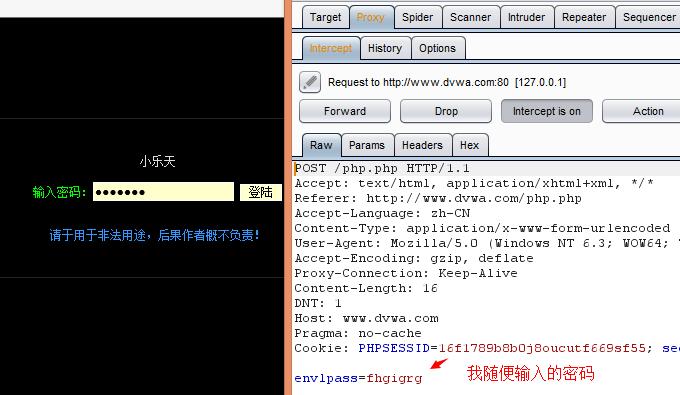 小乐天
输入密码: ●●●●●●● 登陆
请于用于非法用途，后果作者概不负责!
Target Proxy Spider Scanner Intruder Repeater Sequencer
Intercept History Options
Request to http://www.dvwa.com:80 [127.0.0.1]
Forward Drop Intercept is on Action
Raw Params Headers Hex
POST /php.php HTTP/1.1
Accept: text/html, application/xhtml+xml, */*
Referer: http://www.dvwa.com/php.php
Accept-Language: zh-CN
Content-Type: application/x-www-form-urlencoded
User-Agent: Mozilla/5.0 (Windows NT 6.3; WOW64;
Accept-Encoding: gzip, deflate
Proxy-Connection: Keep-Alive
Content-Length: 16
DNT: 1
Host: www.dvwa.com
Pragma: no-cache
Cookie: PHPSESSID=16f1789b8b0j8oucutf669sf55; sec
envlpass=fhgigrg
我随便输入的密码